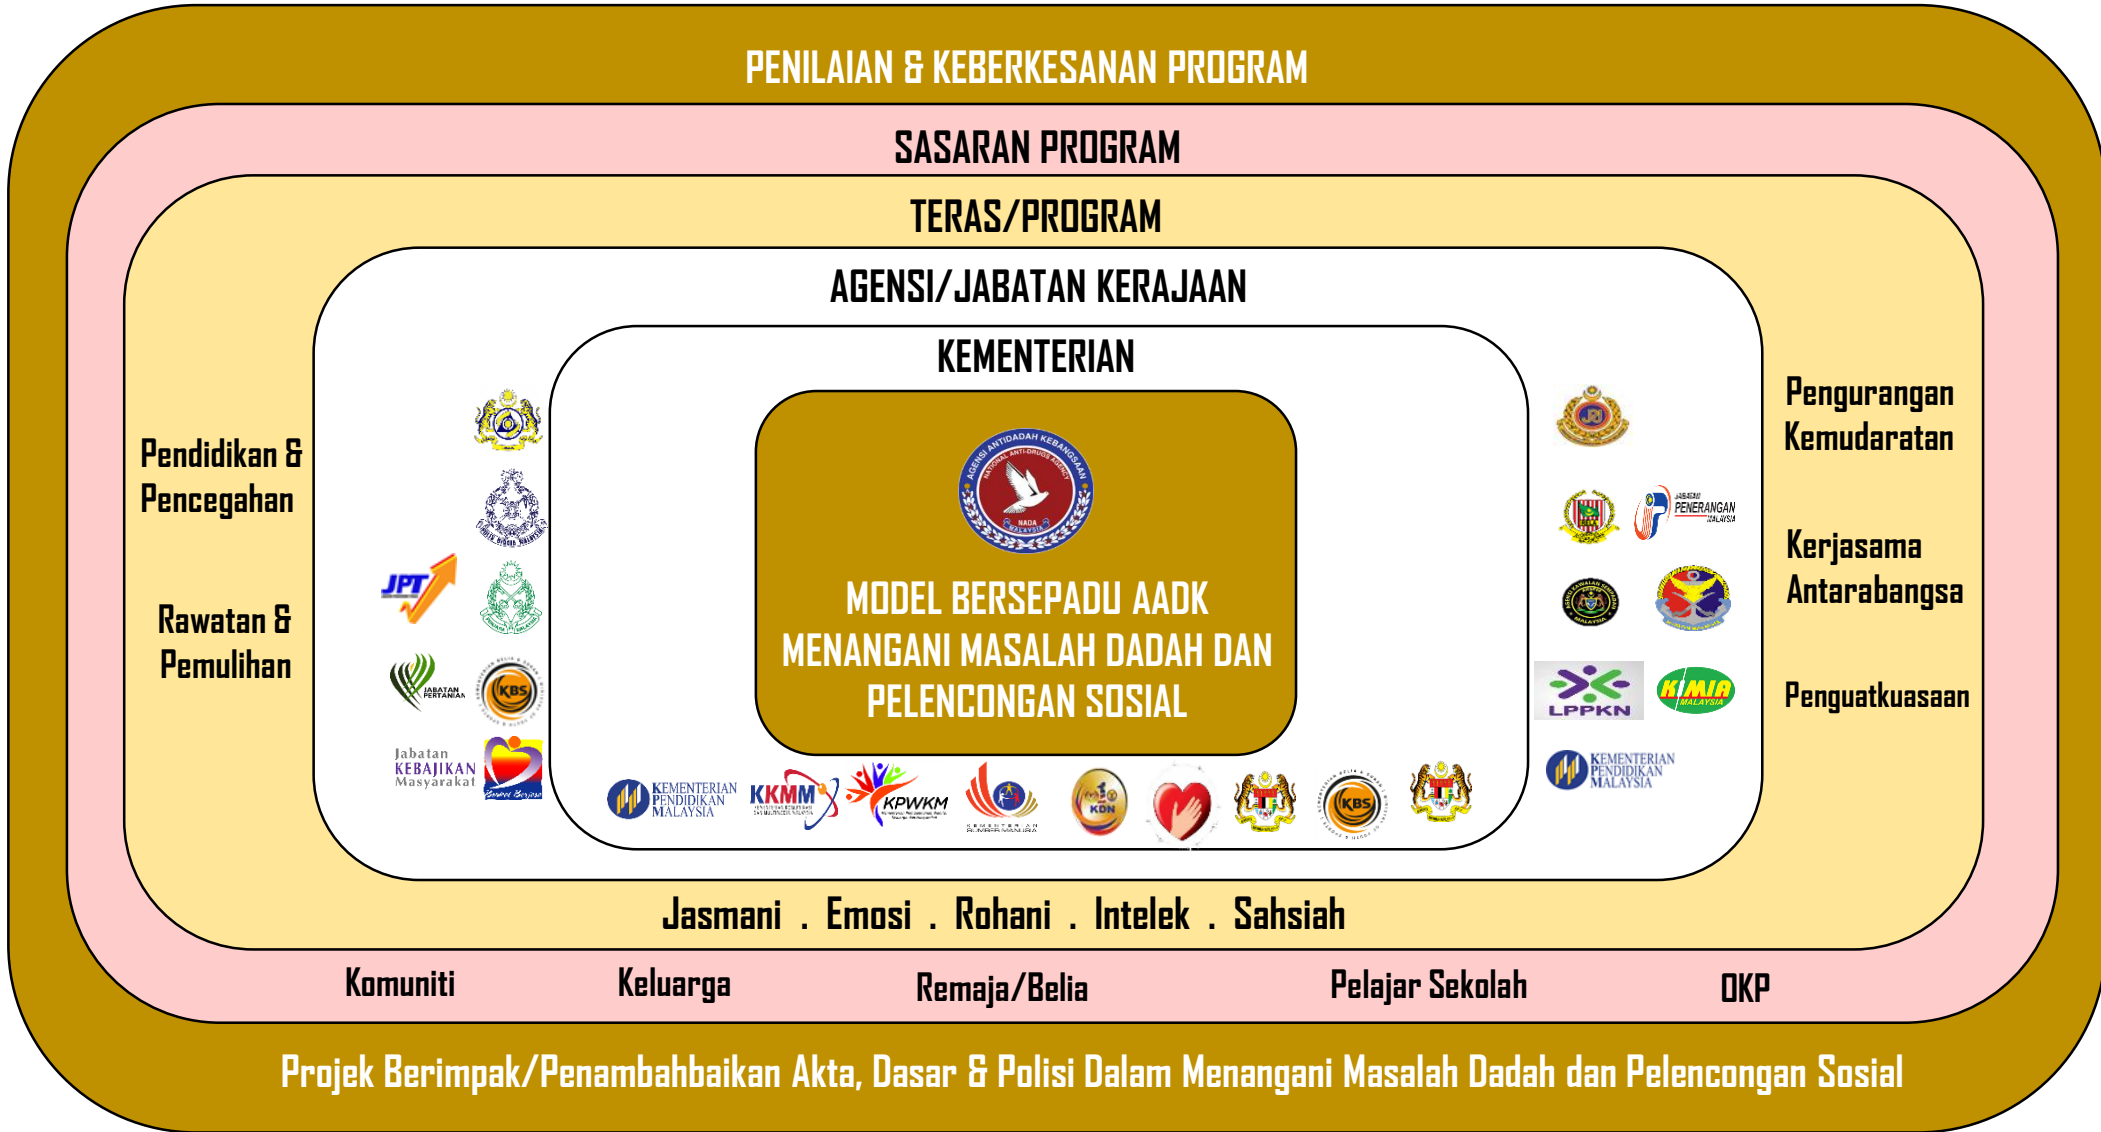 PENILAIAN & KEBERKESANAN PROGRAM
SASARAN PROGRAM
TERAS/PROGRAM
AGENSI/JABATAN KERAJAAN
KEMENTERIAN
AGENSI ANTIDADAH KEBANGSAAN
NATIONAL ANTI-DRUGS AGENCY
NADA
MALAYSIA
MODEL BERSEPADU AADK
MENANGANI MASALAH DADAH DAN
PELENCONGAN SOSIAL
Pendidikan &
Pencegahan
Rawatan &
Pemulihan
JPT
JABATAN
PERTANIAN
KBS
Jabatan
KEBAJIKAN
Masyarakat
KEMENTERIAN
PENDIDIKAN
MALAYSIA
KKMM
KPWKM
KEMENTERIAN
SUMBER MANUSIA
KDN
KBS
JABATAN
PENERANGAN
MALAYSIA
LPPKN
KIMIA
MALAYSIA
KEMENTERIAN
PENDIDIKAN
MALAYSIA
Pengurangan
Kemudaratan
Kerjasama
Antarabangsa
Penguatkuasaan
Jasmani . Emosi . Rohani . Intelek . Sahsiah
Komuniti Keluarga Remaja/Belia Pelajar Sekolah OKP
Projek Berimpak/Penambahbaikan Akta, Dasar & Polisi Dalam Menangani Masalah Dadah dan Pelencongan Sosial